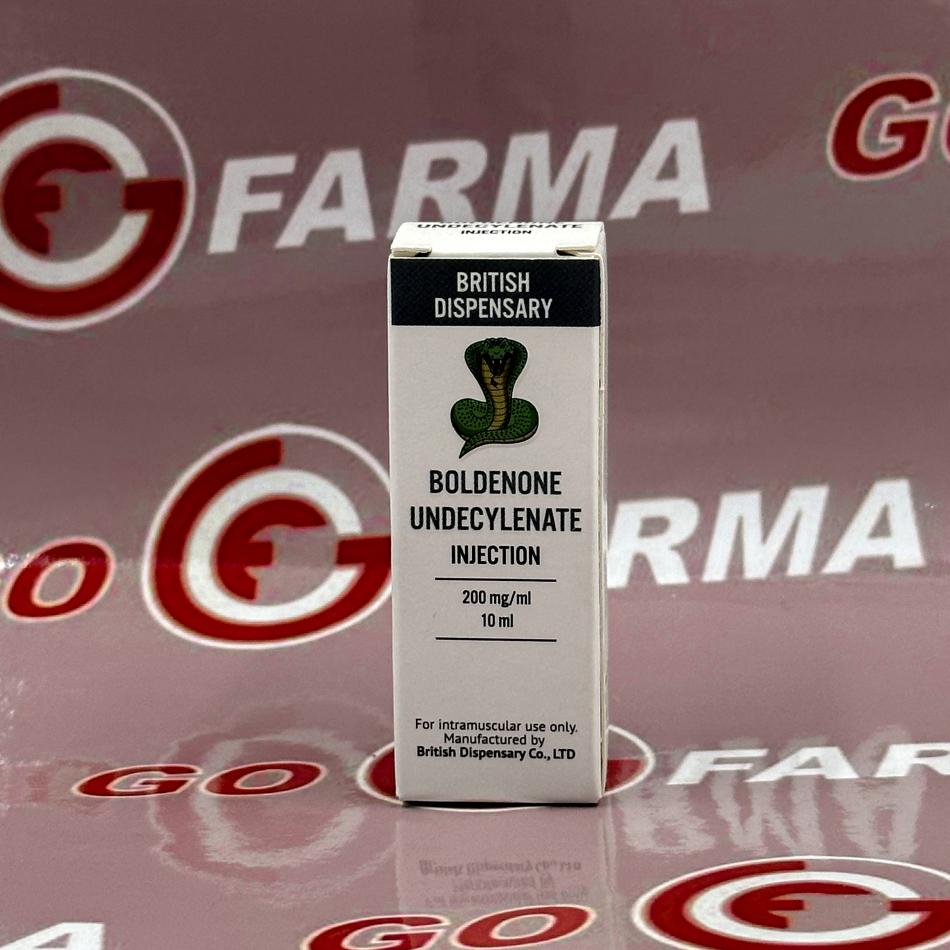 FARMA
GO
UNDECYLENATE
INJECTION
BRITISH
DISPENSARY
BOLDENONE
UNDECYLENATE
INJECTION
200 mg/ml
10 ml
For intramuscular use only.
Manufactured by
British Dispensary Co., LTD
O
RMA
GO
FAR
GO